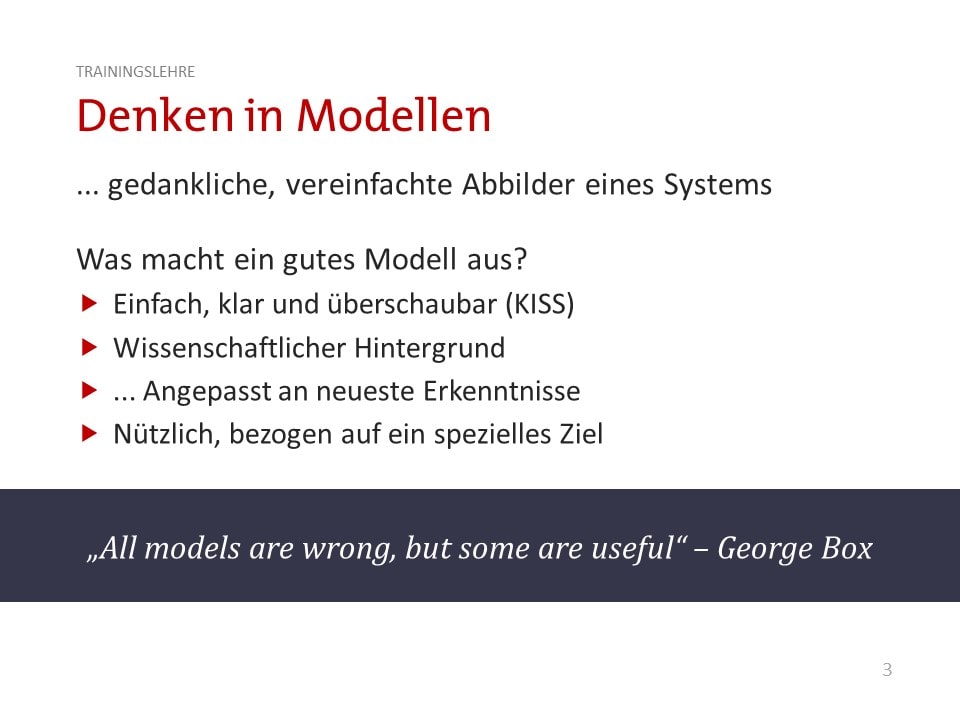 TRAININGSLEHRE
Denken in Modellen
... gedankliche, vereinfachte Abbilder eines Systems
Was macht ein gutes Modell aus?
Einfach, klar und überschaubar (KISS)
Wissenschaftlicher Hintergrund
... Angepasst an neueste Erkenntnisse
Nützlich, bezogen auf ein spezielles Ziel
„All models are wrong, but some are useful“ – George Box
3